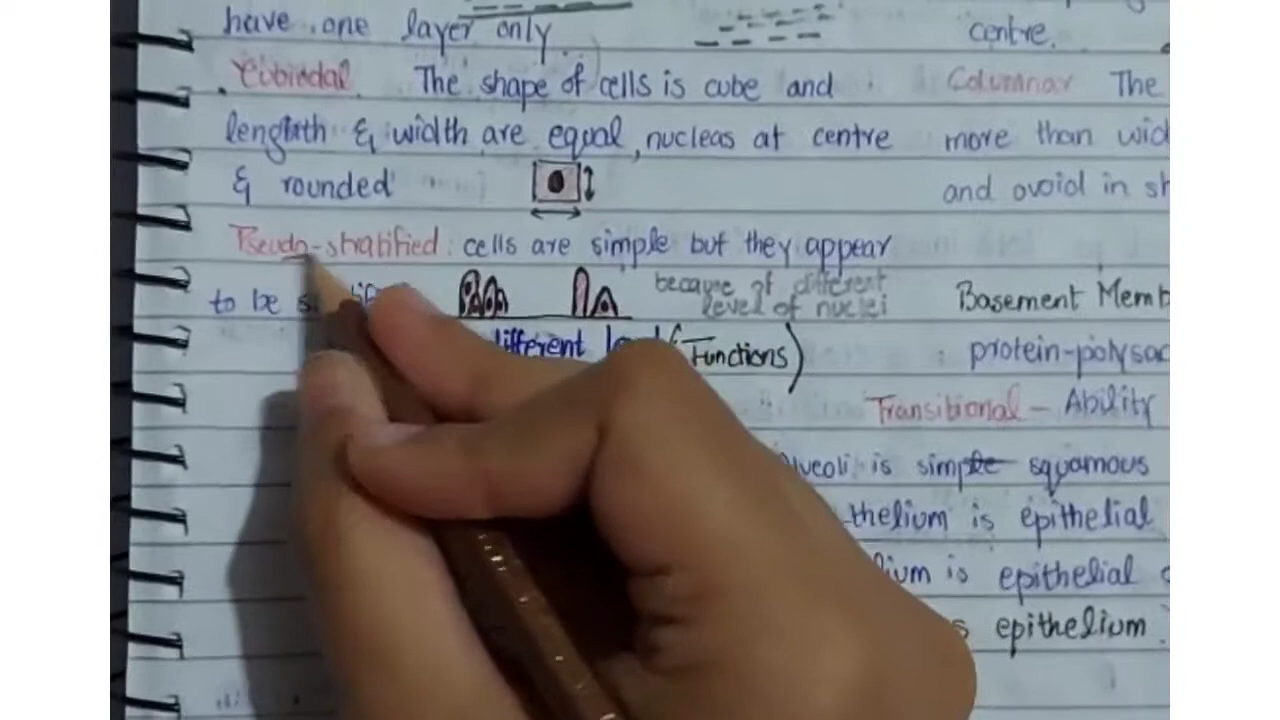 have one layer only
centre.
Cubiodal The shape of cells is cube and
Columnar The
lenghth & width are equal, nucleas at centre
more than wid
& rounded
and ovoid in sh
Pseudo-stratified: cells are simple but they appear
to be
because of different
level of nuclei
Basement Memb
different
(Functions)
protein-polysac
Transitional - Ability
alveoli is simple squamous
thelium is epithelial
lium is epithelial
s epithelium.